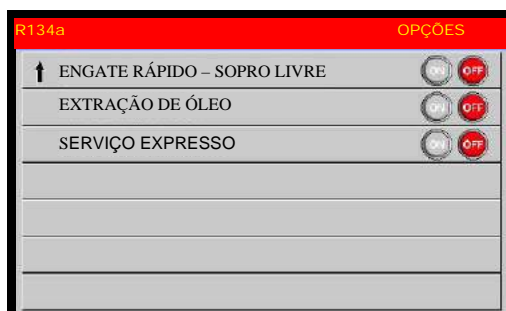 R134a OPÇÕES
ENGATE RÁPIDO – SOPRO LIVRE ON OFF
EXTRAÇÃO DE ÓLEO ON OFF
SERVIÇO EXPRESSO ON OFF